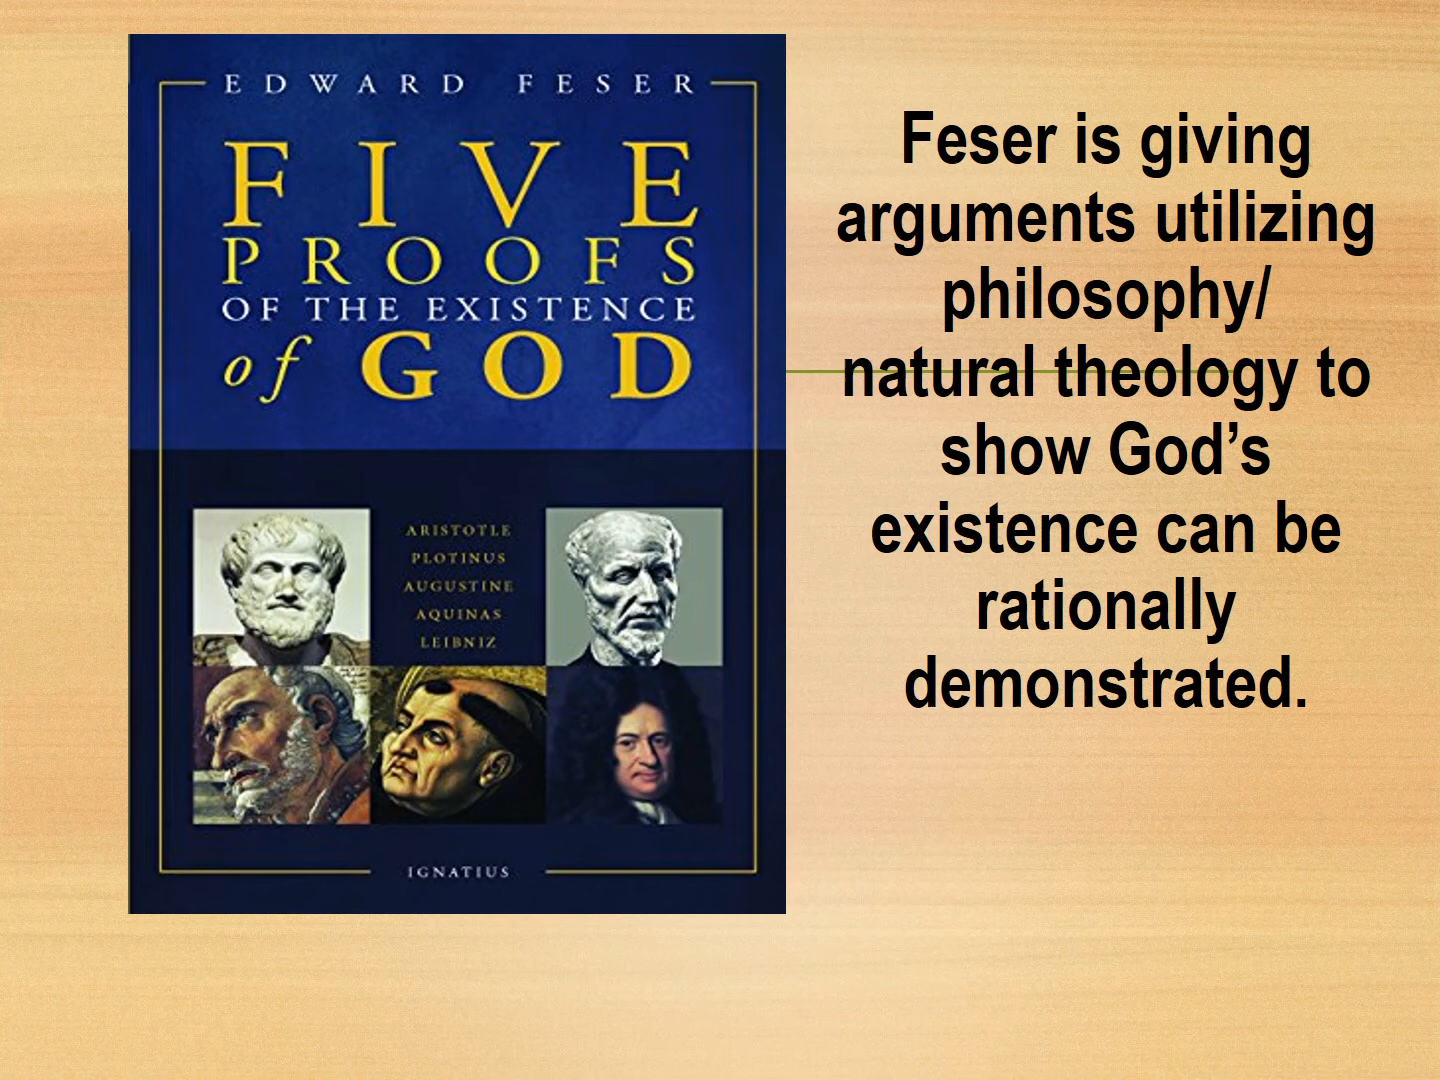 EDWARD FESER
FIVE
PROOFS
OF THE EXISTENCE
of GOD
ARISTOTLE
PLOTINUS
AUGUSTINE
AQUINAS
LEIBNIZ
IGNATIUS
Feser is giving
arguments utilizing
philosophy/
natural theology to
show God’s
existence can be
rationally
demonstrated.